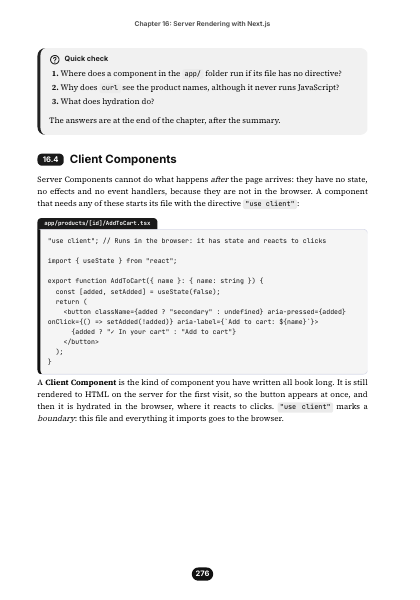 Chapter 16: Server Rendering with Next.js
? Quick check
1. Where does a component in the app/ folder run if its file has no directive?
2. Why does curl see the product names, although it never runs JavaScript?
3. What does hydration do?
The answers are at the end of the chapter, after the summary.
16.4 Client Components
Server Components cannot do what happens after the page arrives: they have no state,
no effects and no event handlers, because they are not in the browser. A component
that needs any of these starts its file with the directive "use client":
app/products/[id]/AddToCart.tsx
"use client"; // Runs in the browser: it has state and reacts to clicks
import { useState } from "react";
export function AddToCart({ name }: { name: string }) {
  const [added, setAdded] = useState(false);
  return (
    <button className={added ? "secondary" : undefined} aria-pressed={added}
onClick={() => setAdded(!added)} aria-label={`Add to cart: ${name}`}>
      {added ? "✓ In your cart" : "Add to cart"}
    </button>
  );
}
A Client Component is the kind of component you have written all book long. It is still
rendered to HTML on the server for the first visit, so the button appears at once, and
then it is hydrated in the browser, where it reacts to clicks. "use client" marks a
boundary: this file and everything it imports goes to the browser.
276